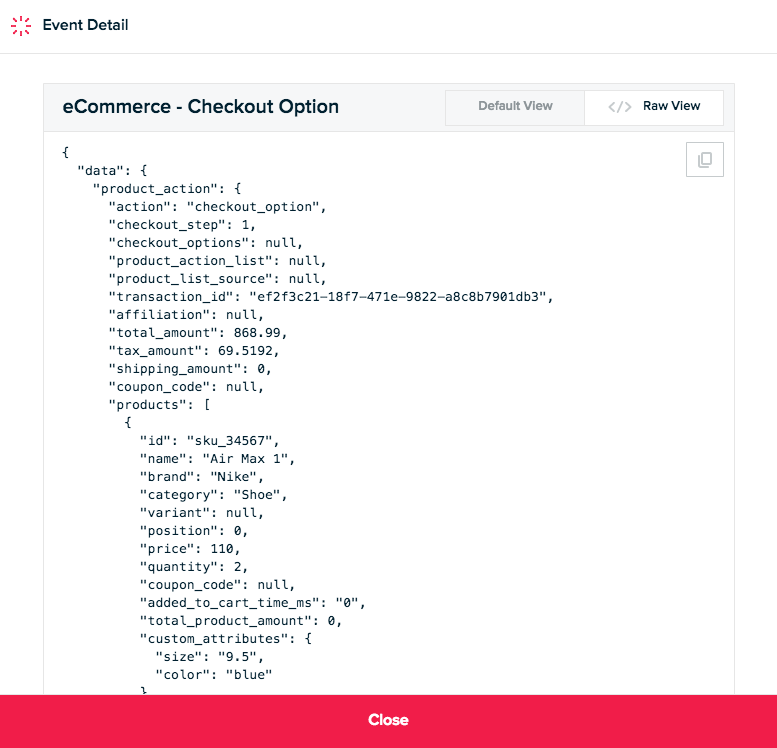 Event Detail
eCommerce - Checkout Option
Default View
</> Raw View
{
  "data": {
    "product_action": {
      "action": "checkout_option",
      "checkout_step": 1,
      "checkout_options": null,
      "product_action_list": null,
      "product_list_source": null,
      "transaction_id": "ef2f3c21-18f7-471e-9822-a8c8b7901db3",
      "affiliation": null,
      "total_amount": 868.99,
      "tax_amount": 69.5192,
      "shipping_amount": 0,
      "coupon_code": null,
      "products": [
        {
          "id": "sku_34567",
          "name": "Air Max 1",
          "brand": "Nike",
          "category": "Shoe",
          "variant": null,
          "position": 0,
          "price": 110,
          "quantity": 2,
          "coupon_code": null,
          "added_to_cart_time_ms": "0",
          "total_product_amount": 0,
          "custom_attributes": {
            "size": "9.5",
            "color": "blue"
          }
Close